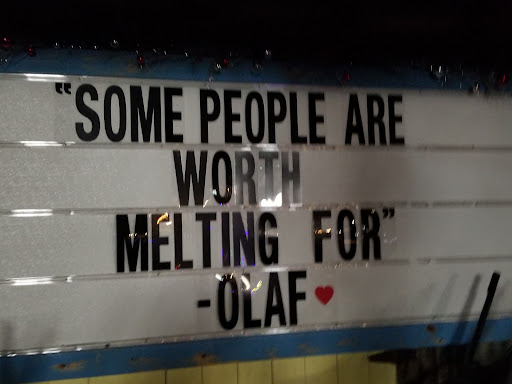 “SOME PEOPLE ARE
WORTH
MELTING FOR”
-OLAF